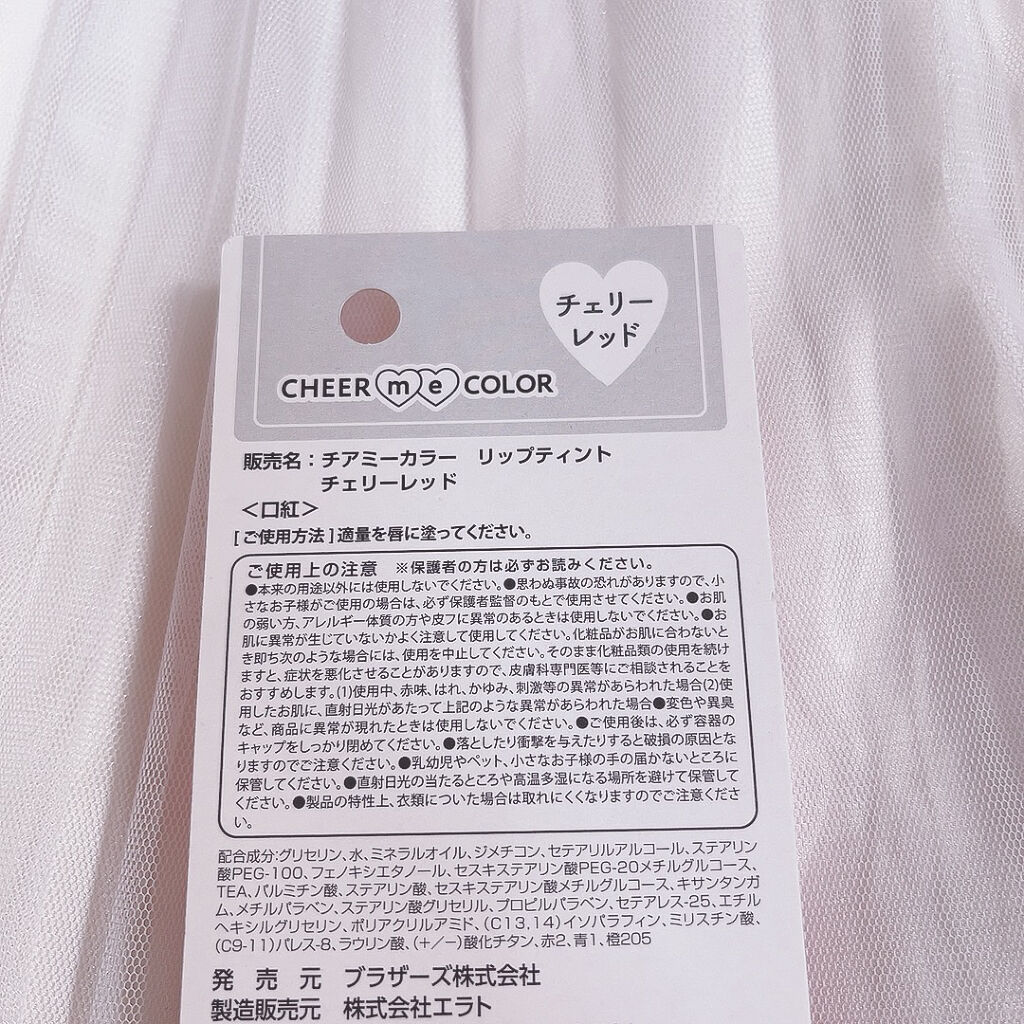 チェリー
レッド
CHEER me COLOR
販売名：チアミーカラー　リップティント
チェリーレッド
＜口紅＞
[ご使用方法]適量を唇に塗ってください。
ご使用上の注意　※保護者の方は必ずお読みください。
●本来の用途以外には使用しないでください。●思わぬ事故の恐れがありますので、小
さなお子様がご使用の場合は、必ず保護者監督のもとで使用させてください。●お肌
の弱い方、アレルギー体質の方や皮フに異常のあるときは使用しないでください。●お
肌に異常が生じていないかよく注意して使用してください。化粧品がお肌に合わないと
き即ち次のような場合には、使用を中止してください。そのまま化粧品類の使用を続け
ますと、症状を悪化させることがありますので、皮膚科専門医等にご相談されることを
おすすめします。(1)使用中、赤味、はれ、かゆみ、刺激等の異常があらわれた場合(2)使
用したお肌に、直射日光があたって上記のような異常があらわれた場合●変色や異臭
など、商品に異常が現れたときは使用しないでください。●ご使用後は、必ず容器の
キャップをしっかり閉めてください。●落としたり衝撃を与えたりすると破損の原因とな
りますのでご注意ください。●乳幼児やペット、小さなお子様の手の届かないところに
保管してください。●直射日光の当たるところや高温多湿になる場所を避けて保管して
ください。●製品の特性上、衣類についた場合は取れにくくなりますのでご注意くださ
い。
配合成分:グリセリン、水、ミネラルオイル、ジメチコン、セテアリルアルコール、ステアリン
酸PEG-100、フェノキシエタノール、セスキステアリン酸PEG-20メチルグルコース、
TEA、パルミチン酸、ステアリン酸、セスキステアリン酸メチルグルコース、キサンタンガ
ム、メチルパラベン、ステアリン酸グリセリル、プロピルパラベン、セテアレス-25、エチル
ヘキシルグリセリン、ポリアクリルアミド、(C13,14)イソパラフィン、ミリスチン酸、
(C9-11)パレス-8、ラウリン酸、(＋／－)酸化チタン、赤2、青1、橙205
発　売　元　ブラザーズ株式会社
製造販売元　株式会社エラト